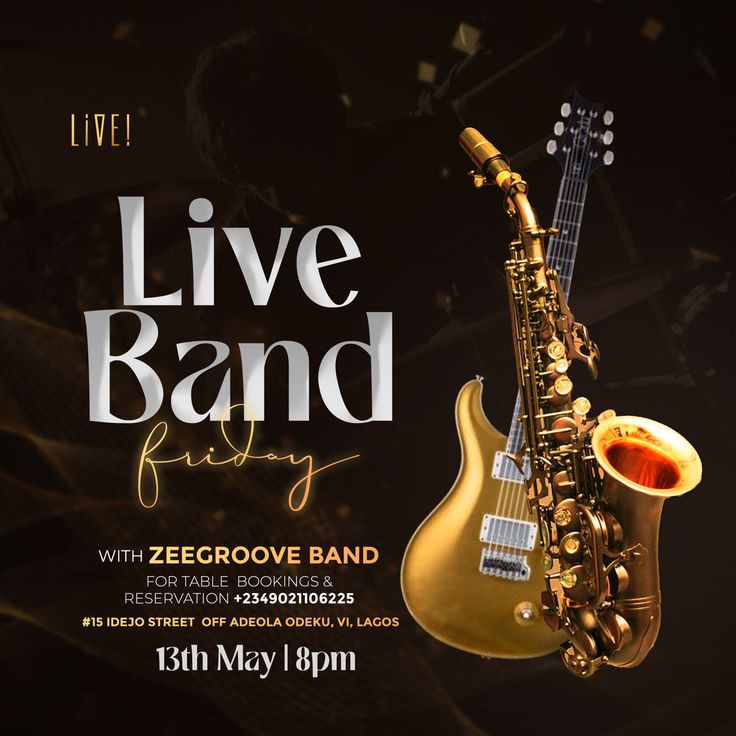 LiVE!
Live
Band
friday
WITH ZEEGROOVE BAND
FOR TABLE BOOKINGS &
RESERVATION +2349021106225
#15 IDEJO STREET OFF ADEOLA ODEKU, VI, LAGOS
13th May | 8pm